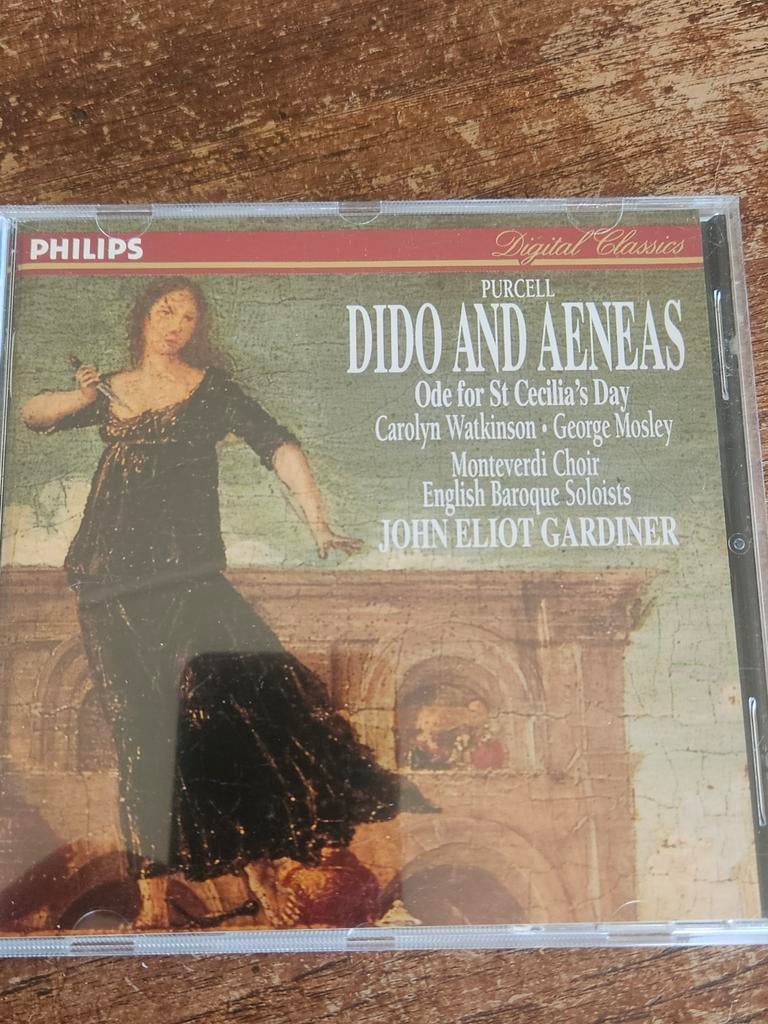 PHILIPS
Digital Classics
PURCELL
DIDO AND AENEAS
Ode for St Cecilia's Day
Carolyn Watkinson • George Mosley
Monteverdi Choir
English Baroque Soloists
JOHN ELIOT GARDINER